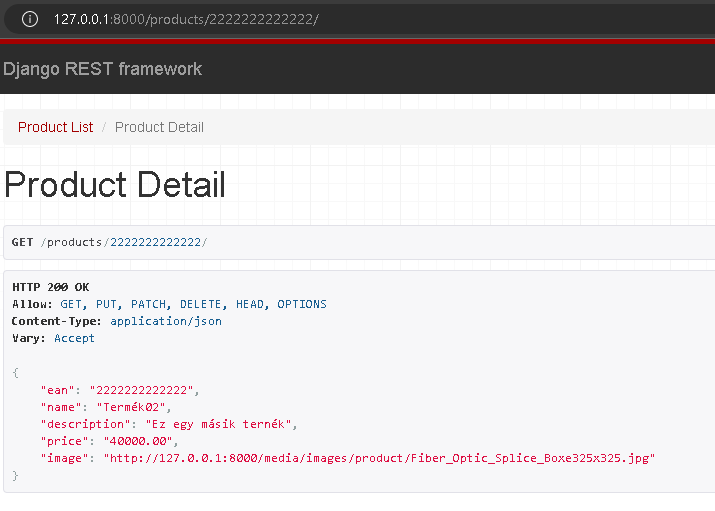 127.0.0.1:8000/products/2222222222222/
Django REST framework
Product List / Product Detail
Product Detail
GET /products/2222222222222/
HTTP 200 OK
Allow: GET, PUT, PATCH, DELETE, HEAD, OPTIONS
Content-Type: application/json
Vary: Accept
{
    "ean": "2222222222222",
    "name": "Termék02",
    "description": "Ez egy másik ternék",
    "price": "40000.00",
    "image": "http://127.0.0.1:8000/media/images/product/Fiber_Optic_Splice_Boxe325x325.jpg"
}